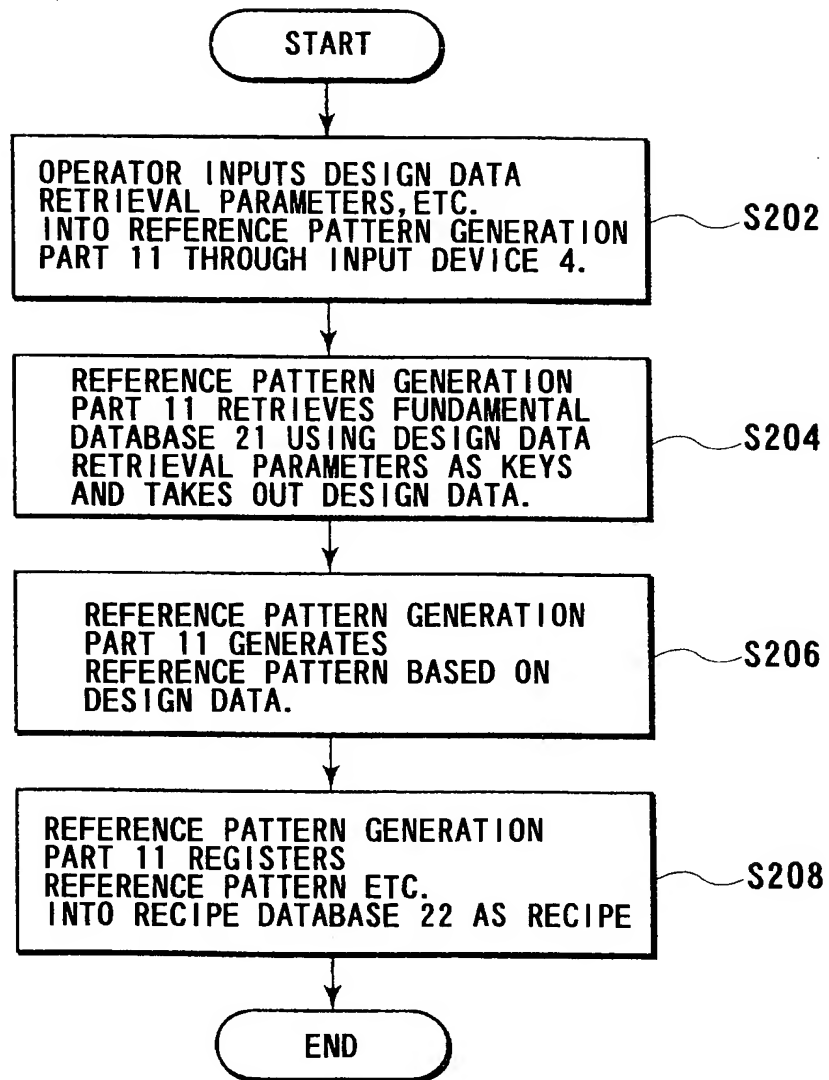 START
OPERATOR INPUTS DESIGN DATA
RETRIEVAL PARAMETERS, ETC.
INTO REFERENCE PATTERN GENERATION
PART 11 THROUGH INPUT DEVICE 4.
S202
REFERENCE PATTERN GENERATION
PART 11 RETRIEVES FUNDAMENTAL
DATABASE 21 USING DESIGN DATA
RETRIEVAL PARAMETERS AS KEYS
AND TAKES OUT DESIGN DATA.
S204
REFERENCE PATTERN GENERATION
PART 11 GENERATES
REFERENCE PATTERN BASED ON
DESIGN DATA.
S206
REFERENCE PATTERN GENERATION
PART 11 REGISTERS
REFERENCE PATTERN ETC.
INTO RECIPE DATABASE 22 AS RECIPE
S208
END